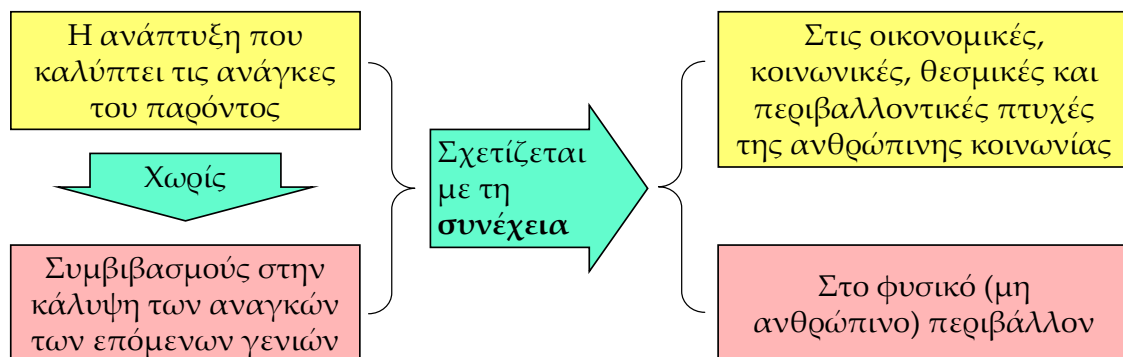 Η ανάπτυξη που
καλύπτει τις ανάγκες
του παρόντος
Χωρίς
Συμβιβασμούς στην
κάλυψη των αναγκών
των επόμενων γενιών
Σχετίζεται
με τη
συνέχεια
Στις οικονομικές,
κοινωνικές, θεσμικές και
περιβαλλοντικές πτυχές
της ανθρώπινης κοινωνίας
Στο φυσικό (μη
ανθρώπινο) περιβάλλον